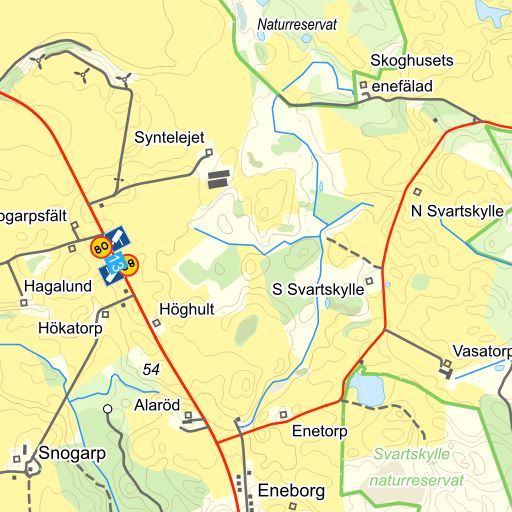 Naturreservat
Skoghusets
enefälad
Syntelejet
ogarpsfält
N Svartskylle
80
13
Hagalund
S Svartskylle
Hökatorp
Höghult
Vasatorp
54
Alaröd
Enetorp
Snogarp
Svartskylle
naturreservat
Eneborg